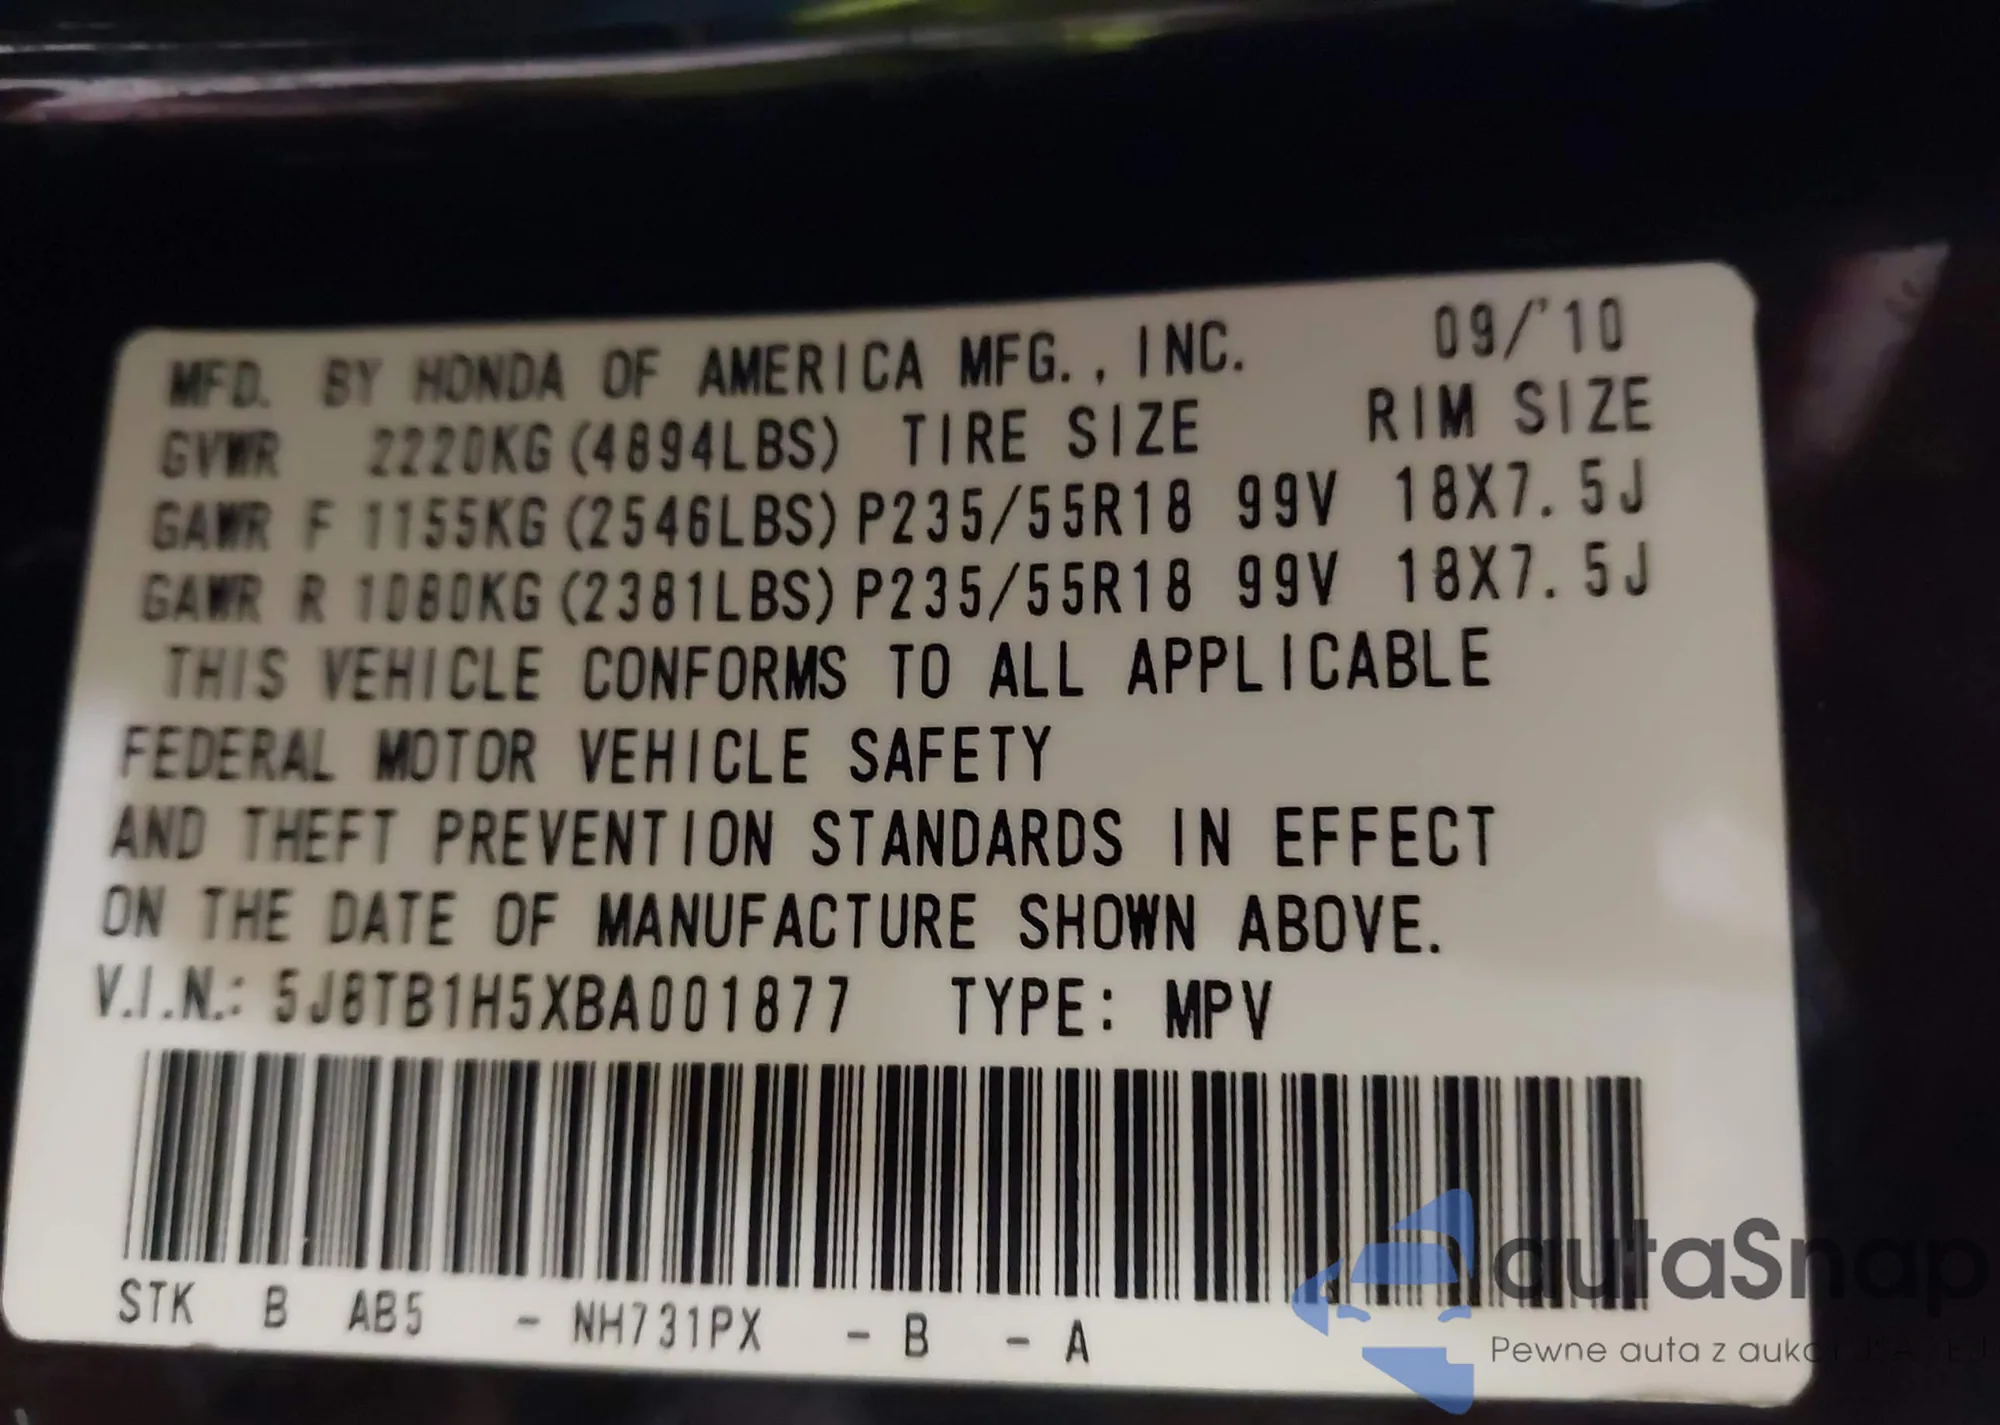 MFD. BY HONDA OF AMERICA MFG., INC. 09/'10
GVWR 2220KG (4894LBS) TIRE SIZE RIM SIZE
GAWR F 1155KG (2546LBS) P235/55R18 99V 18X7.5J
GAWR R 1080KG (2381LBS) P235/55R18 99V 18X7.5J
THIS VEHICLE CONFORMS TO ALL APPLICABLE
FEDERAL MOTOR VEHICLE SAFETY
AND THEFT PREVENTION STANDARDS IN EFFECT
ON THE DATE OF MANUFACTURE SHOWN ABOVE.
V.I.N.: 5J8TB1H5XBA001877 TYPE: MPV
STK B AB5 - NH731PX - B - A
autaSnap
Pewne auta z